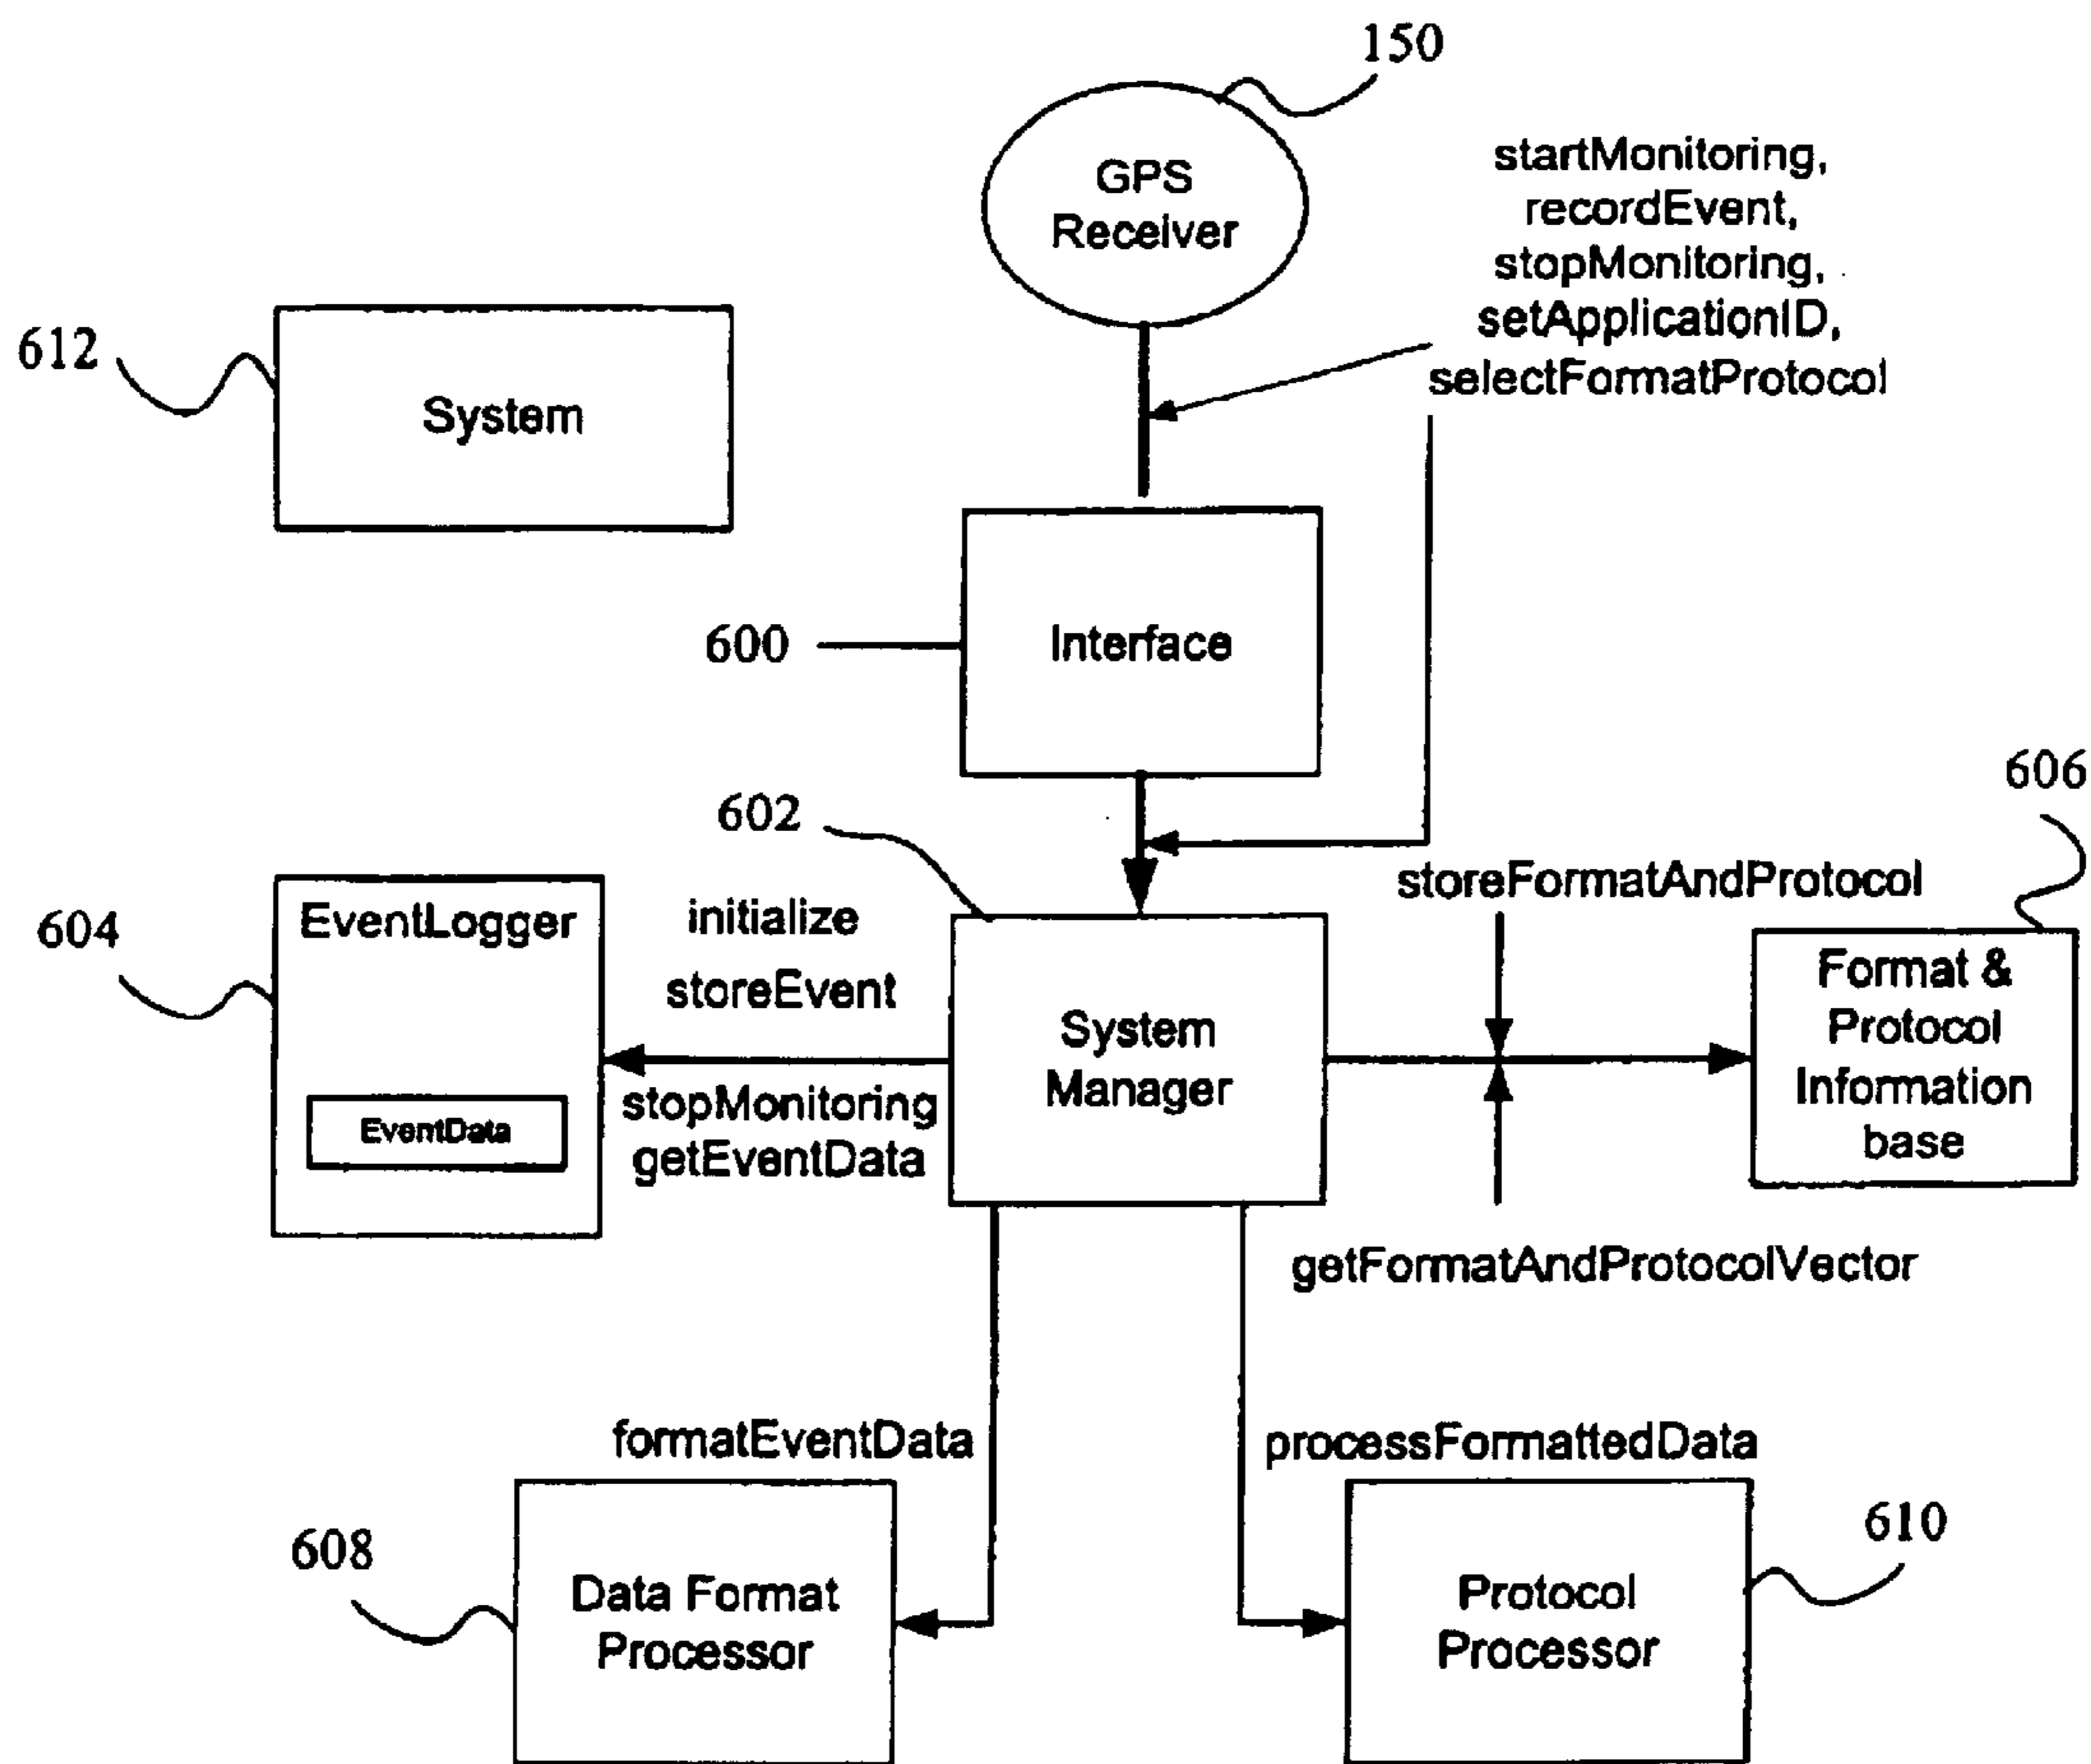 150
GPS
Receiver
startMonitoring,
recordEvent,
stopMonitoring,
setApplicationID,
selectFormatProtocol
612
System
600
Interface
606
602
storeFormatAndProtocol
604
EventLogger
EventData
initialize
storeEvent
stopMonitoring
getEventData
System
Manager
Format &
Protocol
Information
base
getFormatAndProtocolVector
formatEventData
processFormattedData
608
Data Format
Processor
Protocol
Processor
610